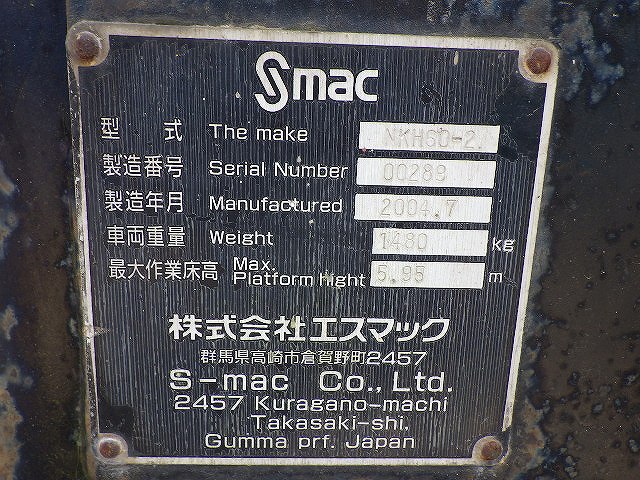 Smac
型式 The make NKH60-2.
製造番号 Serial Number 00289
製造年月 Manufactured 2004.7
車両重量 Weight 1480 kg
最大作業床高 Max. Platform hight 5.95 m
株式会社エスマック
群馬県高崎市倉賀野町2457
S-mac Co., Ltd.
2457 Kuragano-machi
Takasaki-shi,
Gumma prf. Japan